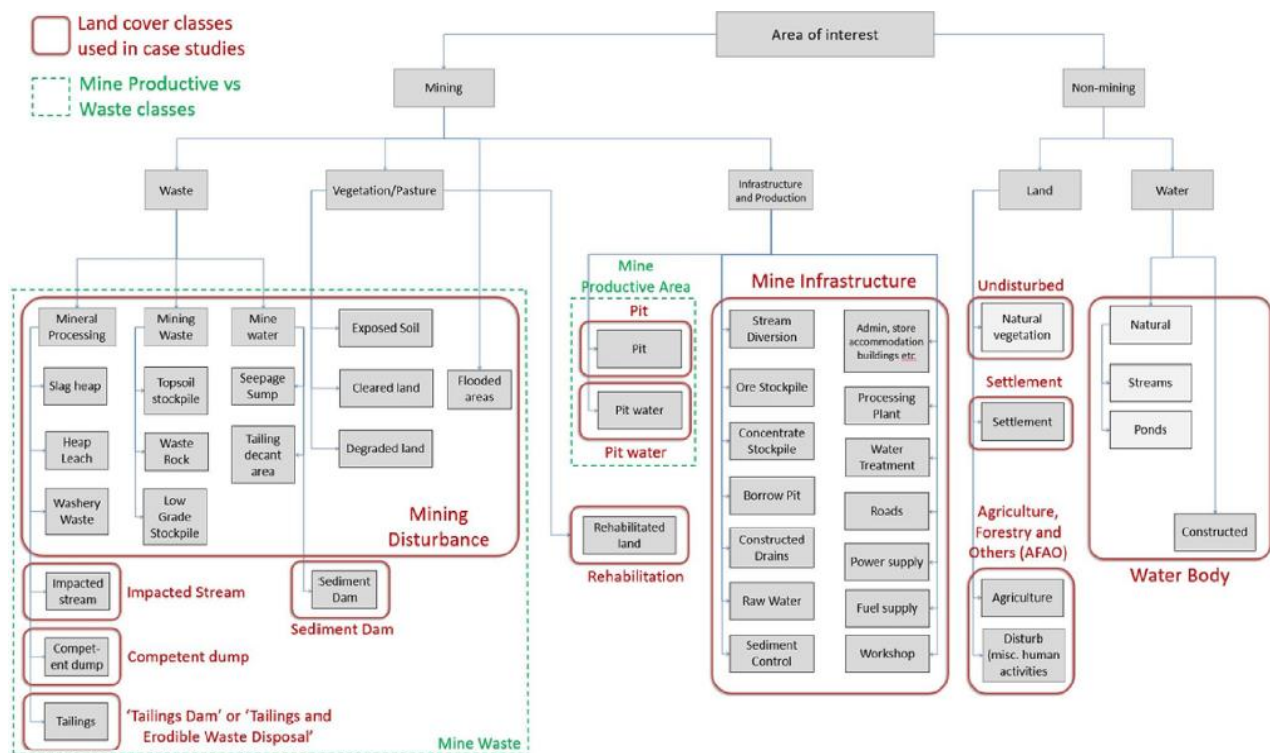 Land cover classes
used in case studies
Mine Productive vs
Waste classes
Area of interest
Mining
Non-mining
Waste
Vegetation/Pasture
Infrastructure
and Production
Land
Water
Mineral
Processing
Mining
Waste
Mine
water
Slag heap
Topsoil
stockpile
Seepage
Sump
Heap
Leach
Waste
Rock
Tailing
decant
area
Washery
Waste
Low
Grade
Stockpile
Exposed Soil
Cleared land
Degraded land
Flooded
areas
Mining
Disturbance
Impacted
stream
Impacted Stream
Sediment
Dam
Sediment Dam
Compet-
ent dump
Competent dump
Tailings
'Tailings Dam' or 'Tailings and
Erodible Waste Disposal'
Mine Waste
Mine
Productive Area
Pit
Pit
Pit water
Pit water
Rehabilitated
land
Rehabilitation
Mine Infrastructure
Stream
Diversion
Ore Stockpile
Concentrate
Stockpile
Borrow Pit
Constructed
Drains
Raw Water
Sediment
Control
Admin, store
accommodation
buildings etc
Processing
Plant
Water
Treatment
Roads
Power supply
Fuel supply
Workshop
Undisturbed
Natural
vegetation
Settlement
Settlement
Agriculture,
Forestry and
Others (AFAO)
Agriculture
Disturb
(misc. human
activities
Natural
Streams
Ponds
Constructed
Water Body